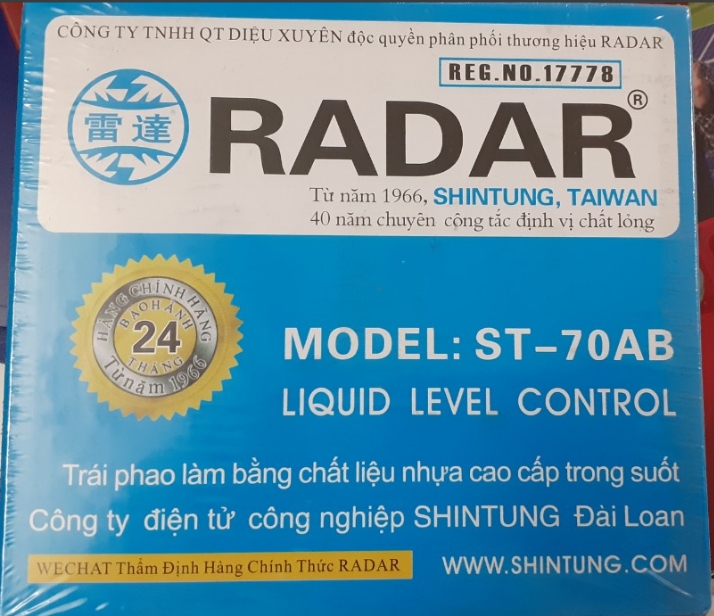 CÔNG TY TNHH QT DIỆU XUYÊN độc quyền phân phối thương hiệu RADAR
REG.NO.17778
雷達
RADAR®
Từ năm 1966, SHINTUNG, TAIWAN
40 năm chuyên công tắc định vị chất lỏng
HÀNG CHÍNH HÃNG
BẢO HÀNH
24
THÁNG
Từ năm 1966
MODEL: ST-70AB
LIQUID LEVEL CONTROL
Trái phao làm bằng chất liệu nhựa cao cấp trong suốt
Công ty điện tử công nghiệp SHINTUNG Đài Loan
WECHAT Thẩm Định Hàng Chính Thức RADAR
WWW.SHINTUNG.COM